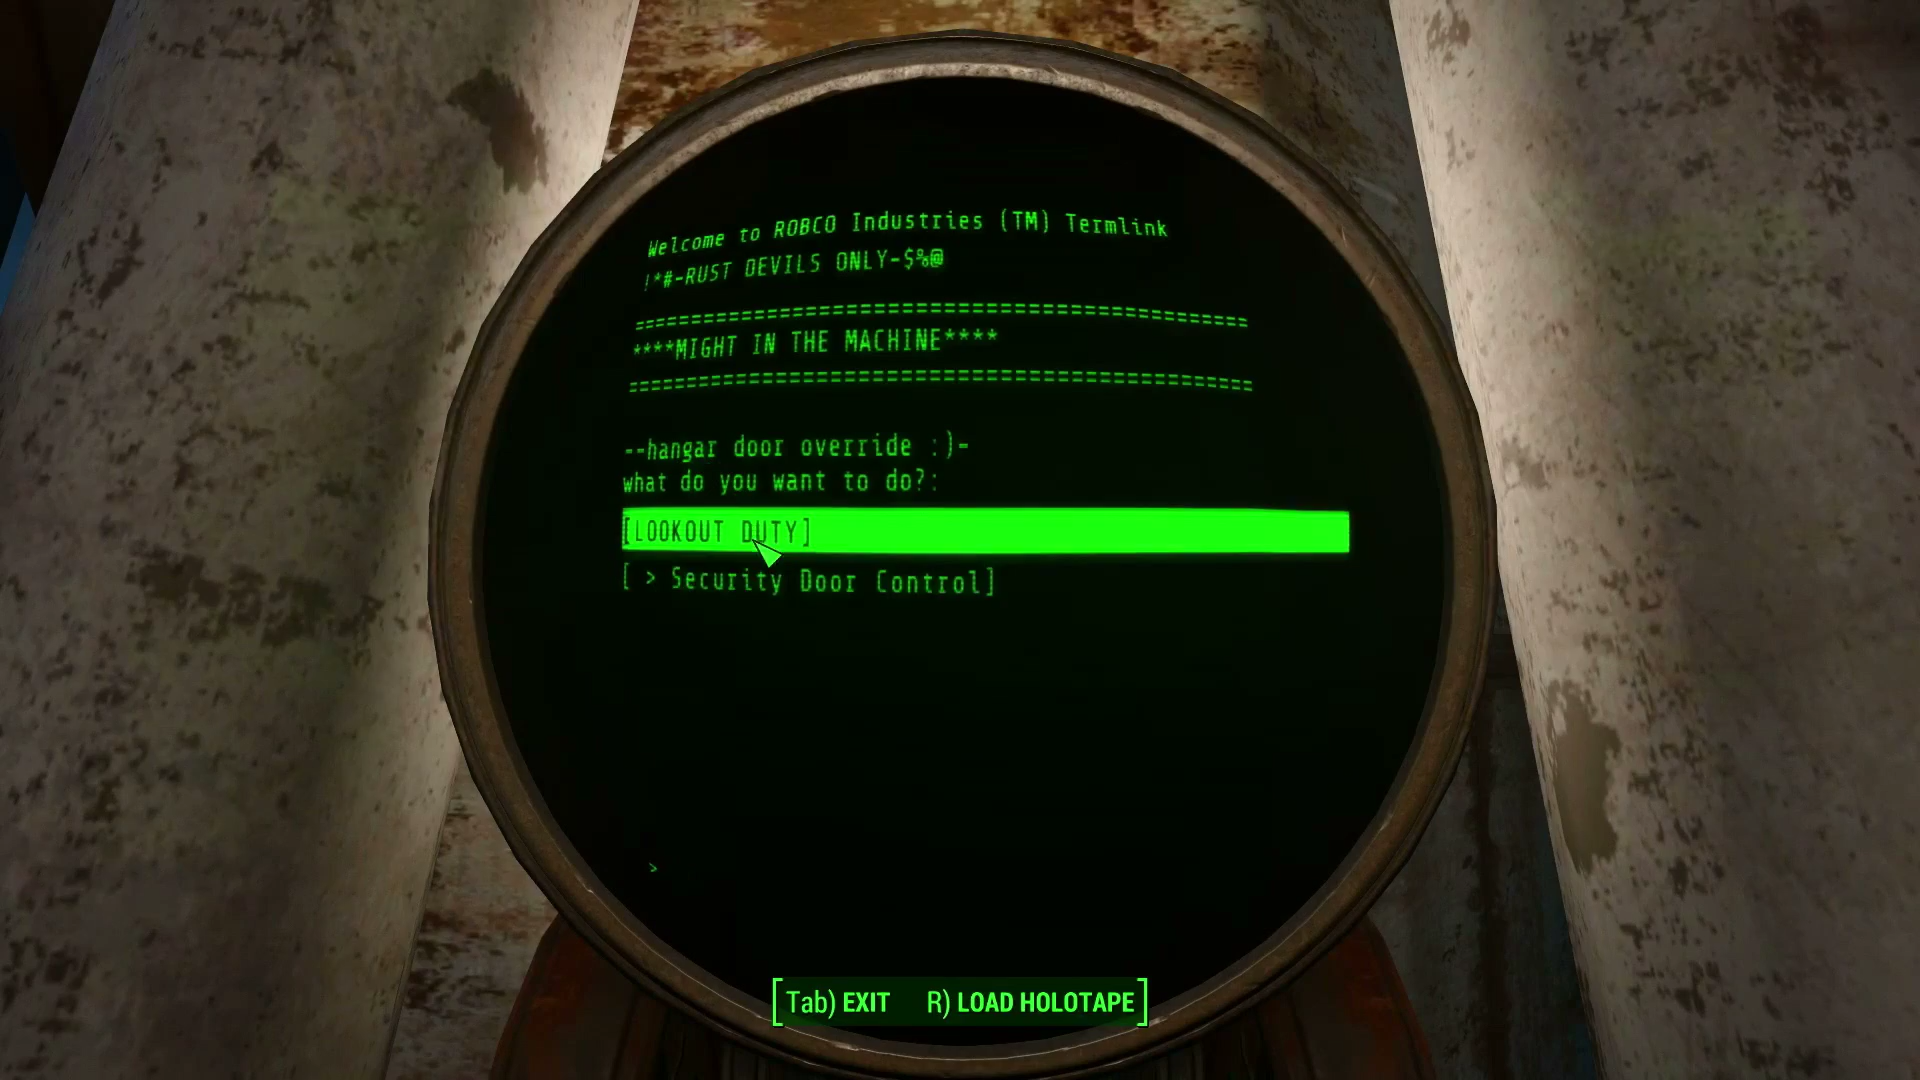 Welcome to ROBCO Industries (TM) Termlink
!*#-RUST DEVILS ONLY-$%@
==================================================
****MIGHT IN THE MACHINE****
==================================================
--hangar door override :)-
what do you want to do?:
[LOOKOUT DUTY]
[ > Security Door Control]
>
[Tab) EXIT R) LOAD HOLOTAPE]